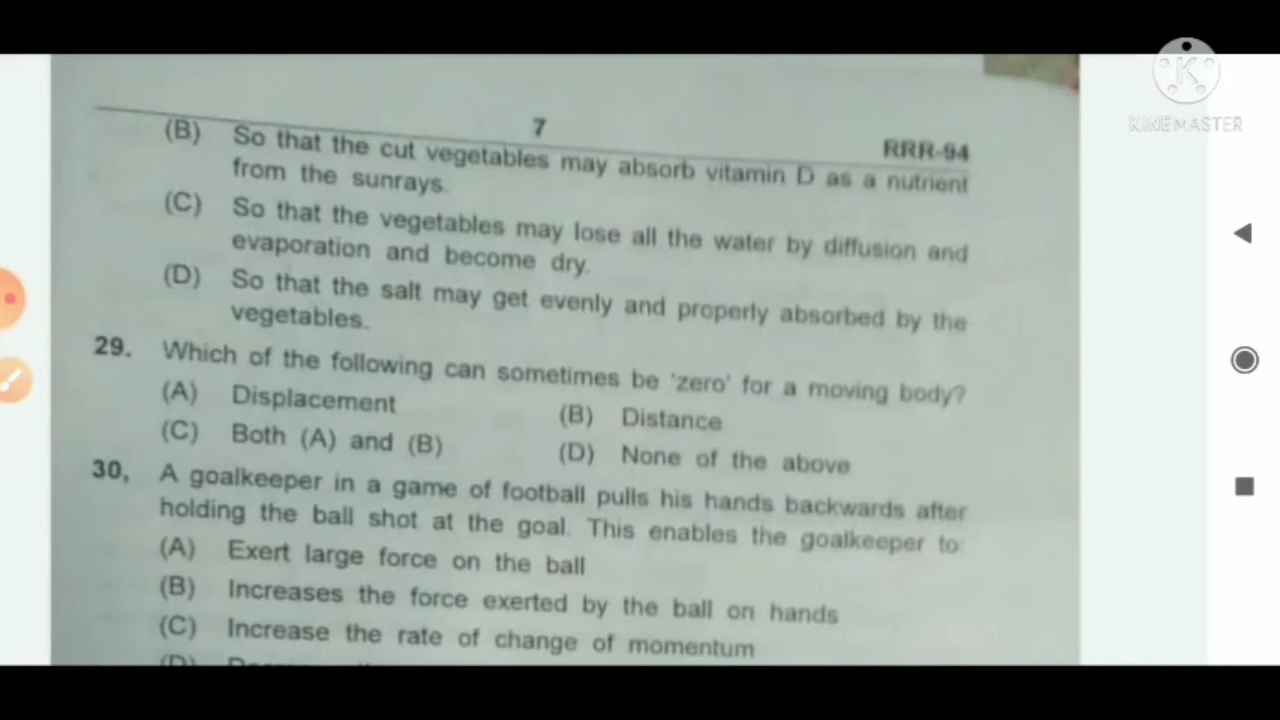 K
KINEMASTER
7
RRR-94
(B) So that the cut vegetables may absorb vitamin D as a nutrient
from the sunrays.
(C) So that the vegetables may lose all the water by diffusion and
evaporation and become dry.
(D) So that the salt may get evenly and properly absorbed by the
vegetables.
29. Which of the following can sometimes be 'zero' for a moving body?
(A) Displacement (B) Distance
(C) Both (A) and (B) (D) None of the above
30, A goalkeeper in a game of football pulls his hands backwards after
holding the ball shot at the goal. This enables the goalkeeper to:
(A) Exert large force on the ball
(B) Increases the force exerted by the ball on hands
(C) Increase the rate of change of momentum
(D)